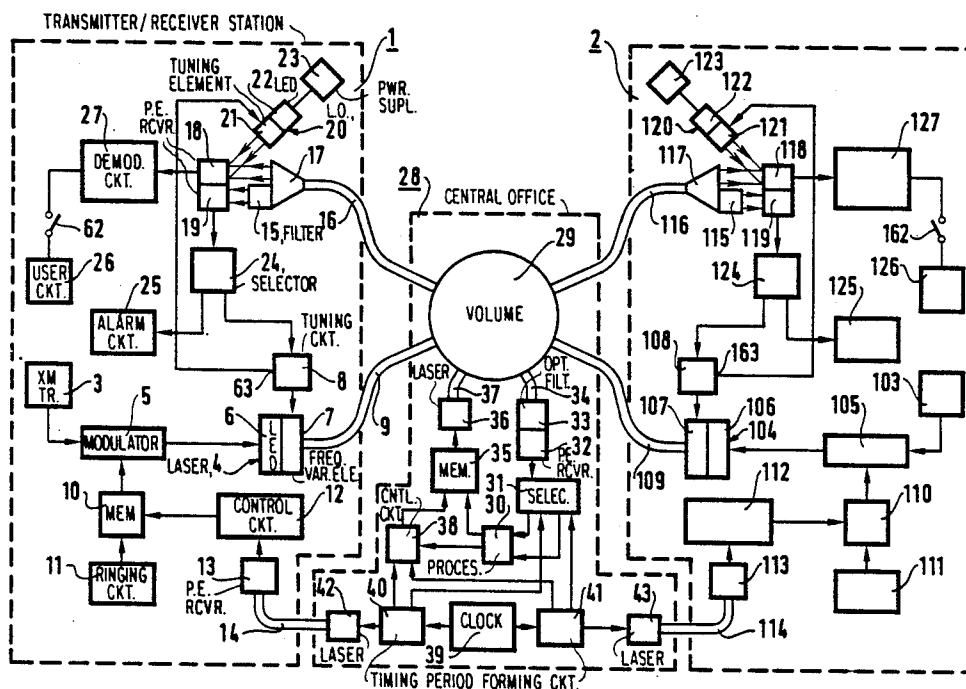 TRANSMITTER/RECEIVER STATION
1
2
23
123
TUNING
ELEMENT
22 LED
PWR.
SUPL.
L.O.,
122
27
P.E.
RCVR.
18
21
20
120
121
118
127
DEMOD.
CKT.
17
117
28
CENTRAL OFFICE
19
15, FILTER
16
29
116
115
119
62
162
26
USER
CKT.
24,
SELECTOR
VOLUME
124
126
25
ALARM
CKT.
TUNING
CKT.
125
XM
TR.
3
63
8
108
163
103
5
6
7
LASER
37
OPT.
FILT.
34
107
106
105
MODULATOR
LED
9
36
33
104
LASER, 4
FREQ.
VAR. ELE.
MEM.
35
32
P.E.
RCVR.
109
112
10
MEM
12
CONTROL
CKT.
CNTL.
CKT.
31
SELEC.
110
30
38
PROCES.
11
RINGING
CKT.
13
P.E.
RCVR.
42
40
41
43
113
111
14
CLOCK
39
114
LASER
LASER
TIMING PERIOD FORMING CKT.